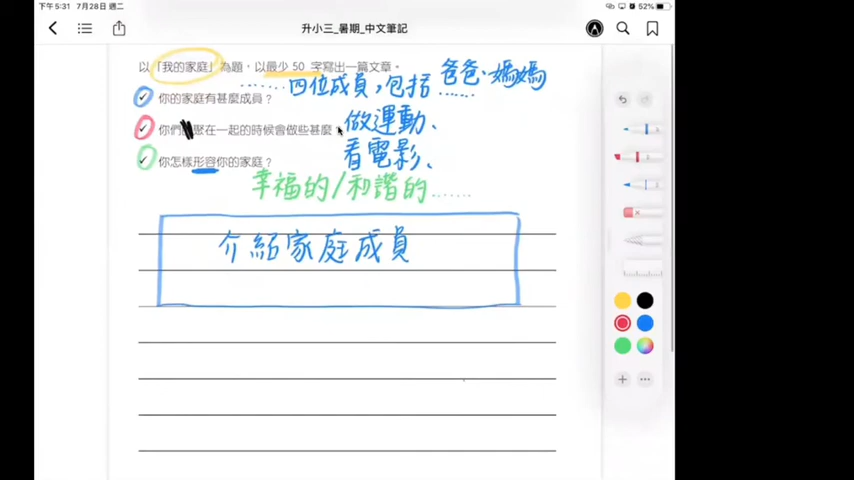 下午5:31 7月28日 週二
52%
升小三_暑期_中文筆記
以「我的家庭」為題，以最少 50 字寫出一篇文章。
......四位成員，包括爸爸、媽媽......
你的家庭有甚麼成員？
你們聚在一起的時候會做些甚麼
做運動、
看電影、
你怎樣形容你的家庭？
幸福的/和諧的......
介紹家庭成員